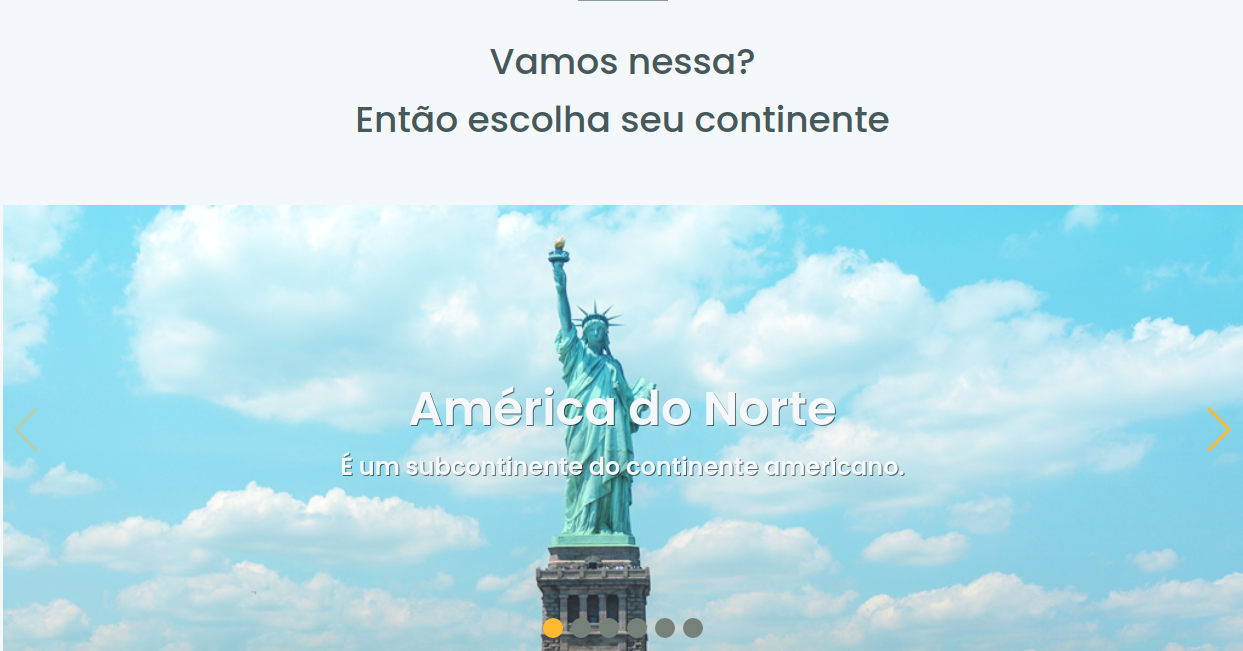 Vamos nessa?
Então escolha seu continente
América do Norte
É um subcontinente do continente americano.